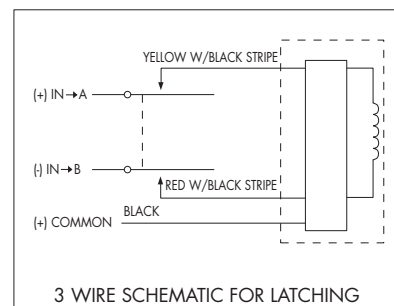 YELLOW W/BLACK STRIPE
(+) IN→A
(-) IN→B
RED W/BLACK STRIPE
BLACK
(+) COMMON
3 WIRE SCHEMATIC FOR LATCHING